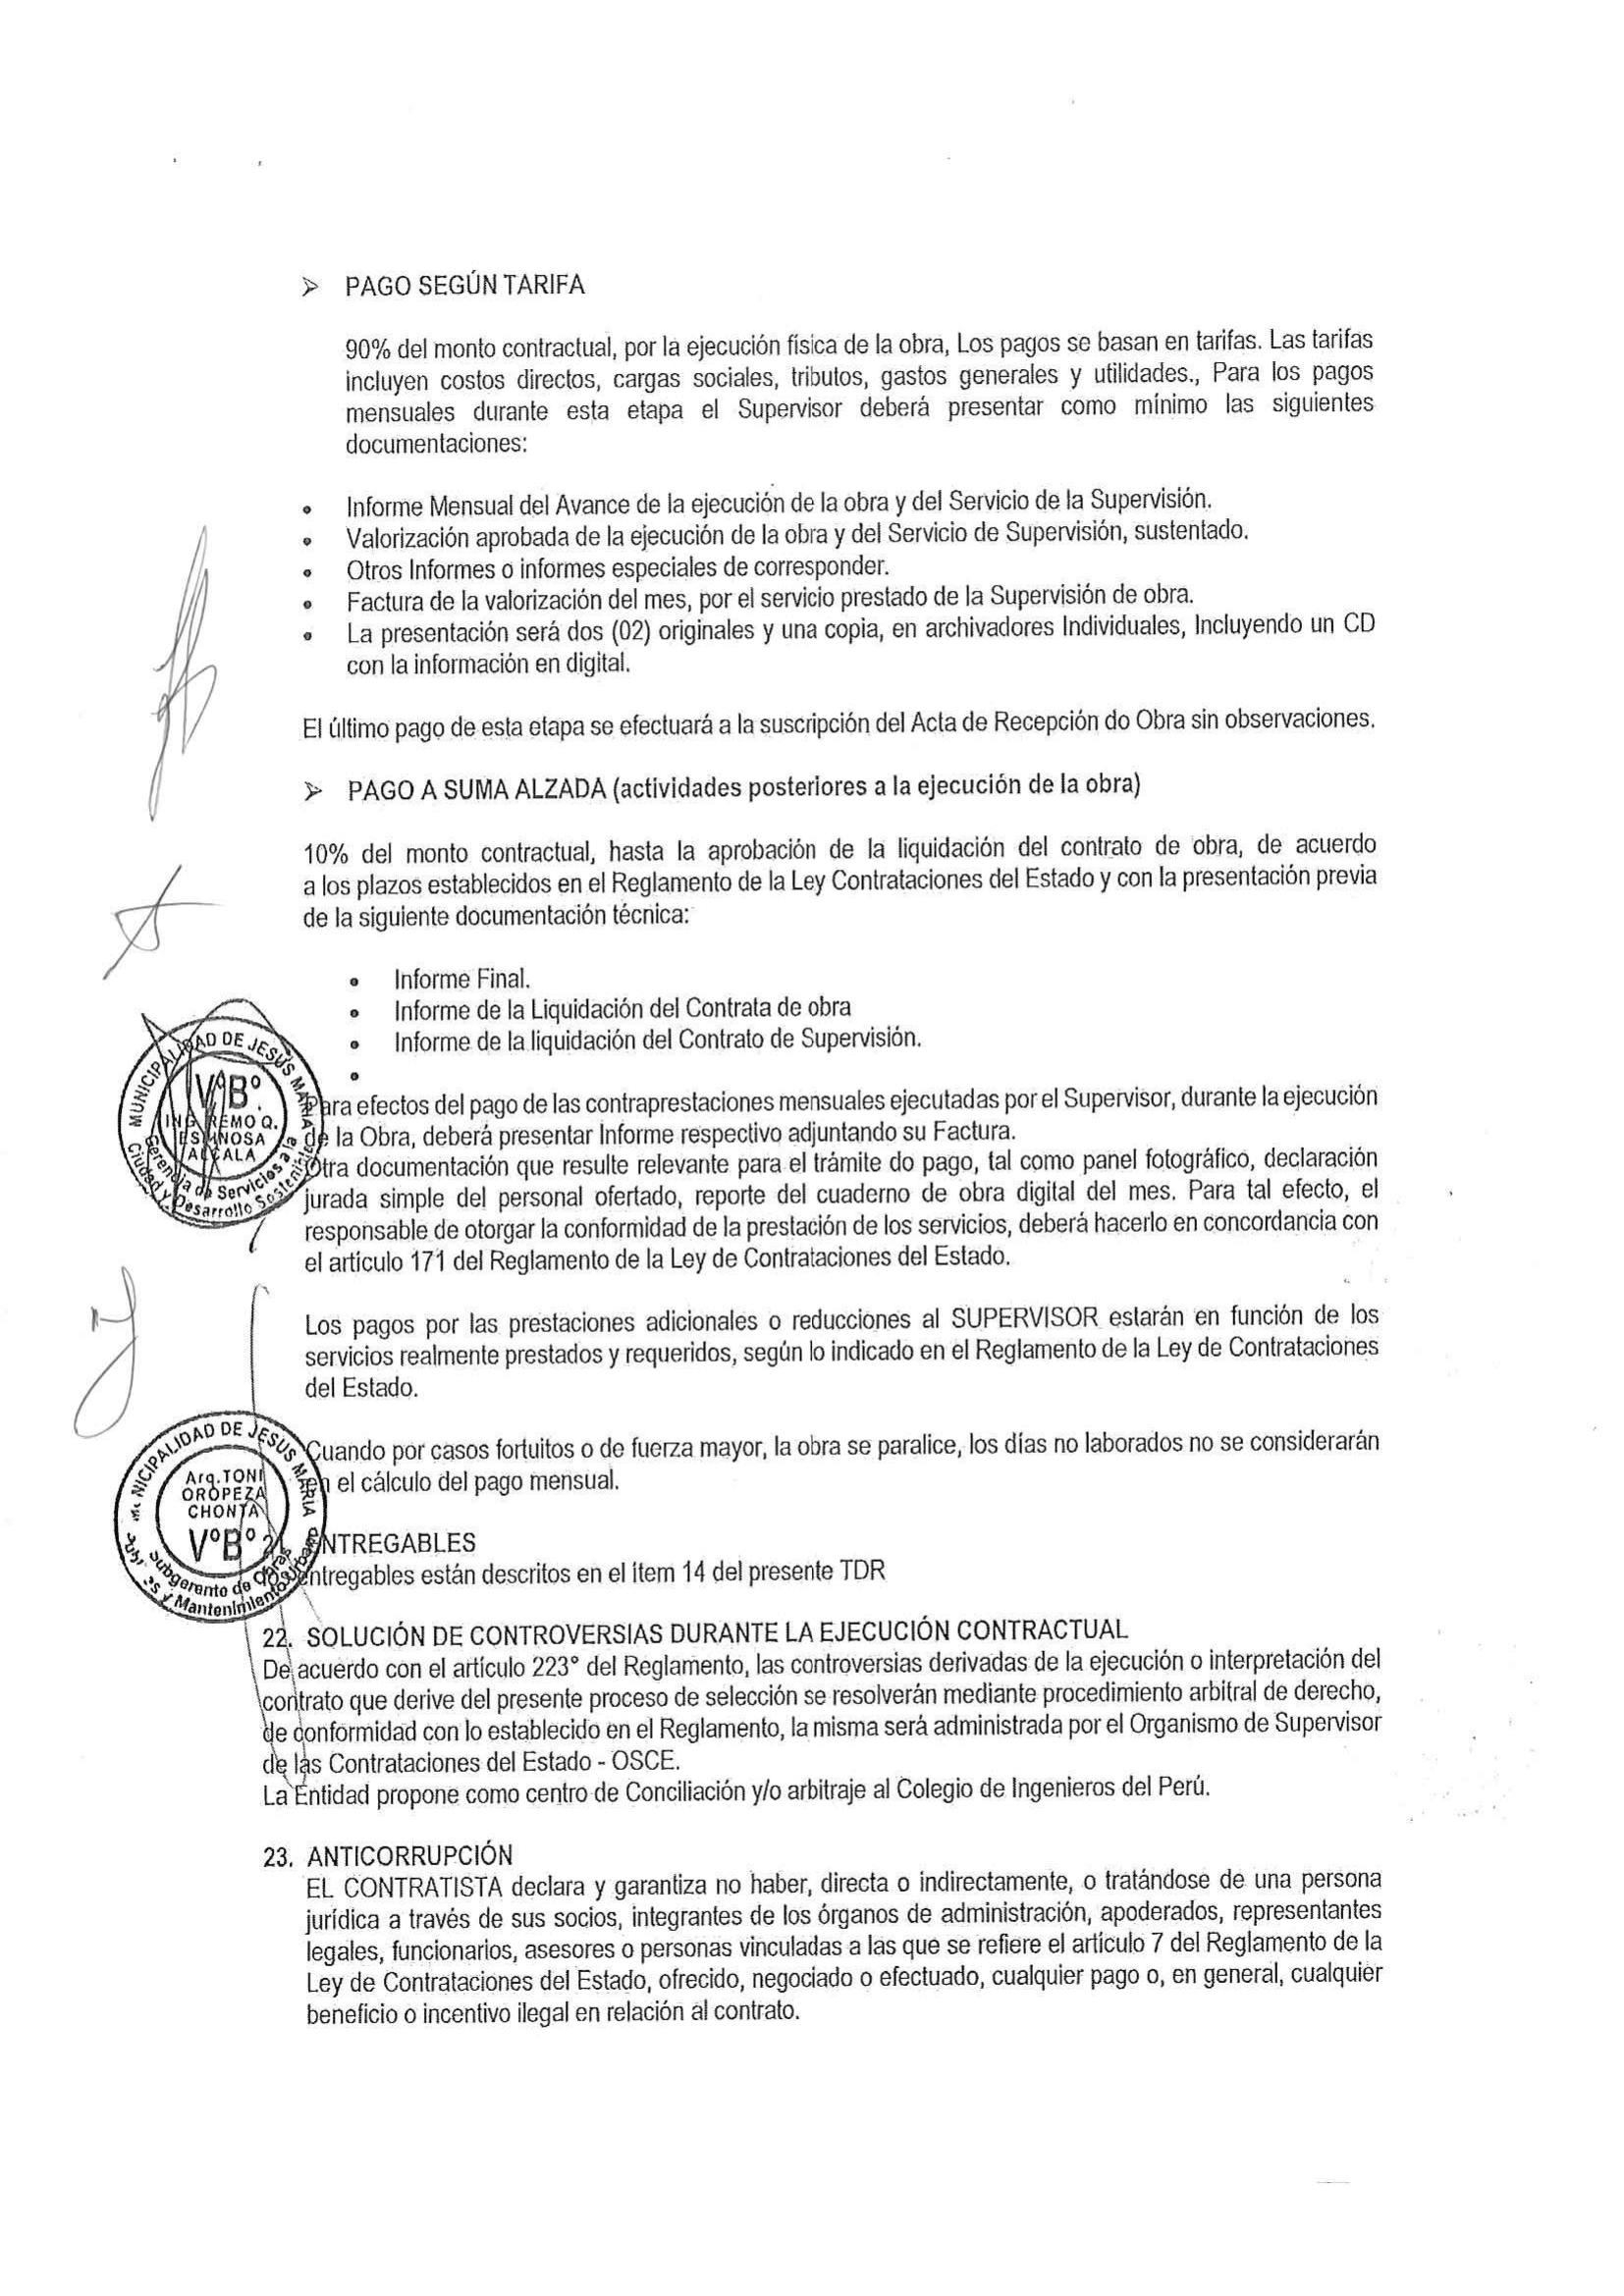 ➢ PAGO SEGÚN TARIFA
90% del monto contractual, por la ejecución física de la obra, Los pagos se basan en tarifas. Las tarifas
incluyen costos directos, cargas sociales, tributos, gastos generales y utilidades., Para los pagos
mensuales durante esta etapa el Supervisor deberá presentar como mínimo las siguientes
documentaciones:
• Informe Mensual del Avance de la ejecución de la obra y del Servicio de la Supervisión.
• Valorización aprobada de la ejecución de la obra y del Servicio de Supervisión, sustentado.
• Otros Informes o informes especiales de corresponder.
• Factura de la valorización del mes, por el servicio prestado de la Supervisión de obra.
• La presentación será dos (02) originales y una copia, en archivadores Individuales, Incluyendo un CD
con la información en digital.
El último pago de esta etapa se efectuará a la suscripción del Acta de Recepción do Obra sin observaciones.
➢ PAGO A SUMA ALZADA (actividades posteriores a la ejecución de la obra)
10% del monto contractual, hasta la aprobación de la liquidación del contrato de obra, de acuerdo
a los plazos establecidos en el Reglamento de la Ley Contrataciones del Estado y con la presentación previa
de la siguiente documentación técnica:
• Informe Final.
• Informe de la Liquidación del Contrata de obra
• Informe de la liquidación del Contrato de Supervisión.
•
Para efectos del pago de las contraprestaciones mensuales ejecutadas por el Supervisor, durante la ejecución
de la Obra, deberá presentar Informe respectivo adjuntando su Factura.
Otra documentación que resulte relevante para el trámite do pago, tal como panel fotográfico, declaración
jurada simple del personal ofertado, reporte del cuaderno de obra digital del mes. Para tal efecto, el
responsable de otorgar la conformidad de la prestación de los servicios, deberá hacerlo en concordancia con
el artículo 171 del Reglamento de la Ley de Contrataciones del Estado.
MUNICIPALIDAD DE JESUS MARIA
V°B°
ING REMO Q.
ESPINOSA
ALCALA
Gerencia de Servicios a la
Ciudad y Desarrollo Sostenible
Los pagos por las prestaciones adicionales o reducciones al SUPERVISOR estarán en función de los
servicios realmente prestados y requeridos, según lo indicado en el Reglamento de la Ley de Contrataciones
del Estado.
Cuando por casos fortuitos o de fuerza mayor, la obra se paralice, los días no laborados no se considerarán
en el cálculo del pago mensual.
MUNICIPALIDAD DE JESUS MARIA
Arq. TONI
OROPEZA
CHONTA
V°B°
Subgerente de Obras
y Mantenimiento Urbano
21. ENTREGABLES
entregables están descritos en el ítem 14 del presente TDR
22. SOLUCIÓN DE CONTROVERSIAS DURANTE LA EJECUCIÓN CONTRACTUAL
De acuerdo con el artículo 223° del Reglamento, las controversias derivadas de la ejecución o interpretación del
contrato que derive del presente proceso de selección se resolverán mediante procedimiento arbitral de derecho,
de conformidad con lo establecido en el Reglamento, la misma será administrada por el Organismo de Supervisor
de las Contrataciones del Estado - OSCE.
La Entidad propone como centro de Conciliación y/o arbitraje al Colegio de Ingenieros del Perú.
23. ANTICORRUPCIÓN
EL CONTRATISTA declara y garantiza no haber, directa o indirectamente, o tratándose de una persona
jurídica a través de sus socios, integrantes de los órganos de administración, apoderados, representantes
legales, funcionarios, asesores o personas vinculadas a las que se refiere el artículo 7 del Reglamento de la
Ley de Contrataciones del Estado, ofrecido, negociado o efectuado, cualquier pago o, en general, cualquier
beneficio o incentivo ilegal en relación al contrato.